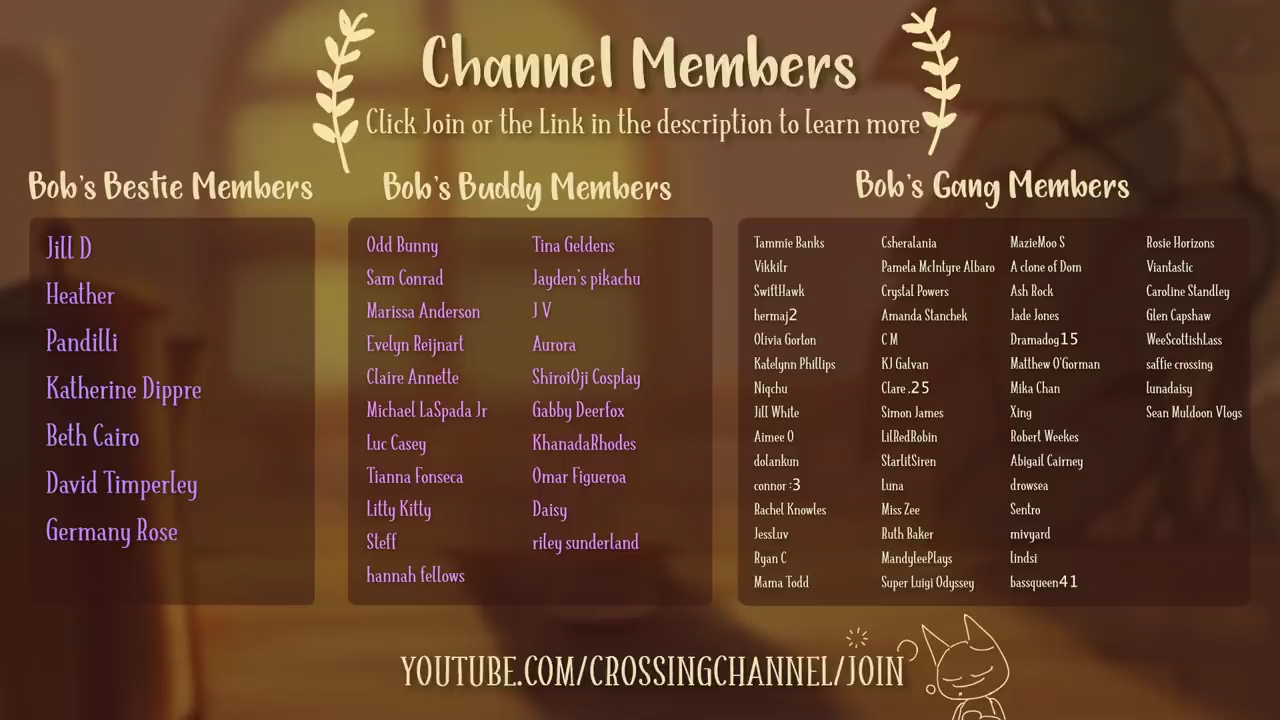 Channel Members
Click Join or the Link in the description to learn more
Bob's Bestie Members
Jill D
Heather
Pandilli
Katherine Dippre
Beth Cairo
David Timperley
Germany Rose
Bob's Buddy Members
Odd Bunny
Sam Conrad
Marissa Anderson
Evelyn Reijnart
Claire Annette
Michael LaSpada Jr
Luc Casey
Tianna Fonseca
Litty Kitty
Steff
hannah fellows
Tina Geldens
Jayden's pikachu
J V
Aurora
ShiroiOji Cosplay
Gabby Deerfox
KhanadaRhodes
Omar Figueroa
Daisy
riley sunderland
Bob's Gang Members
Tammie Banks
Vikkilr
SwiftHawk
hermaj2
Olivia Gorton
Katelynn Phillips
Niqchu
Jill White
Aimee O
dolankun
connor :3
Rachel Knowles
JessLuv
Ryan C
Mama Todd
Csheralania
Pamela McIntyre Albaro
Crystal Powers
Amanda Stanchek
C M
KJ Galvan
Clare .25
Simon James
LilRedRobin
StarlitSiren
Luna
Miss Zee
Ruth Baker
MandyleePlays
Super Luigi Odyssey
MazieMoo S
A clone of Dom
Ash Rock
Jade Jones
Dramadog15
Matthew O'Gorman
Mika Chan
Xing
Robert Weekes
Abigail Cairney
drowsea
Sentro
mivyard
lindsi
bassqueen41
Rosie Horizons
Viantastic
Caroline Standley
Glen Capshaw
WeeScottishLass
saffie crossing
lunadaisy
Sean Muldoon Vlogs
YOUTUBE.COM/CROSSINGCHANNEL/JOIN